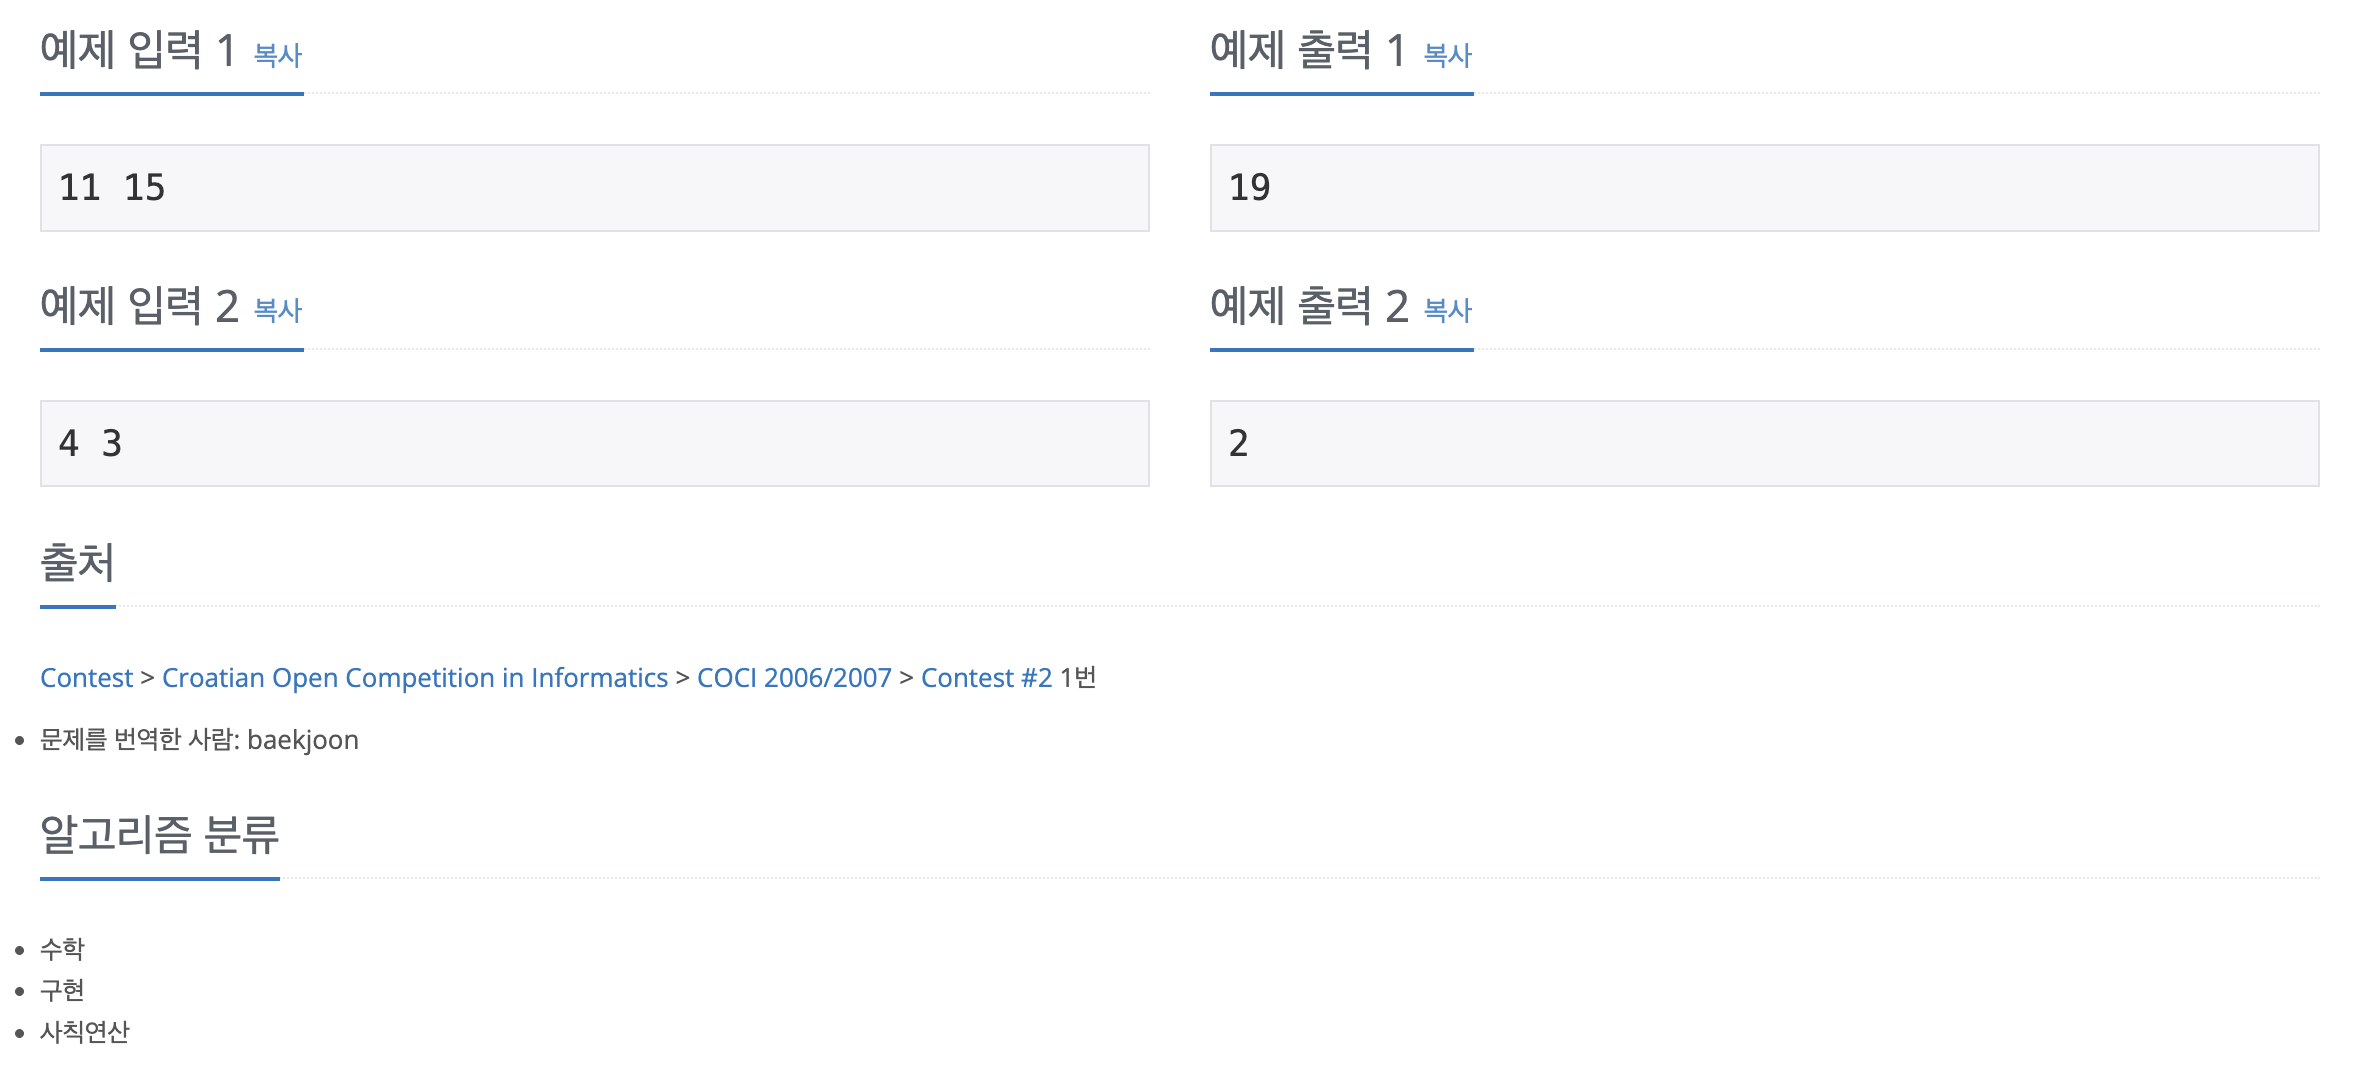 예제 입력 1 복사
11 15
예제 출력 1 복사
19
예제 입력 2 복사
4 3
예제 출력 2 복사
2
출처
Contest > Croatian Open Competition in Informatics > COCI 2006/2007 > Contest #2 1번
문제를 번역한 사람: baekjoon
알고리즘 분류
수학
구현
사칙연산